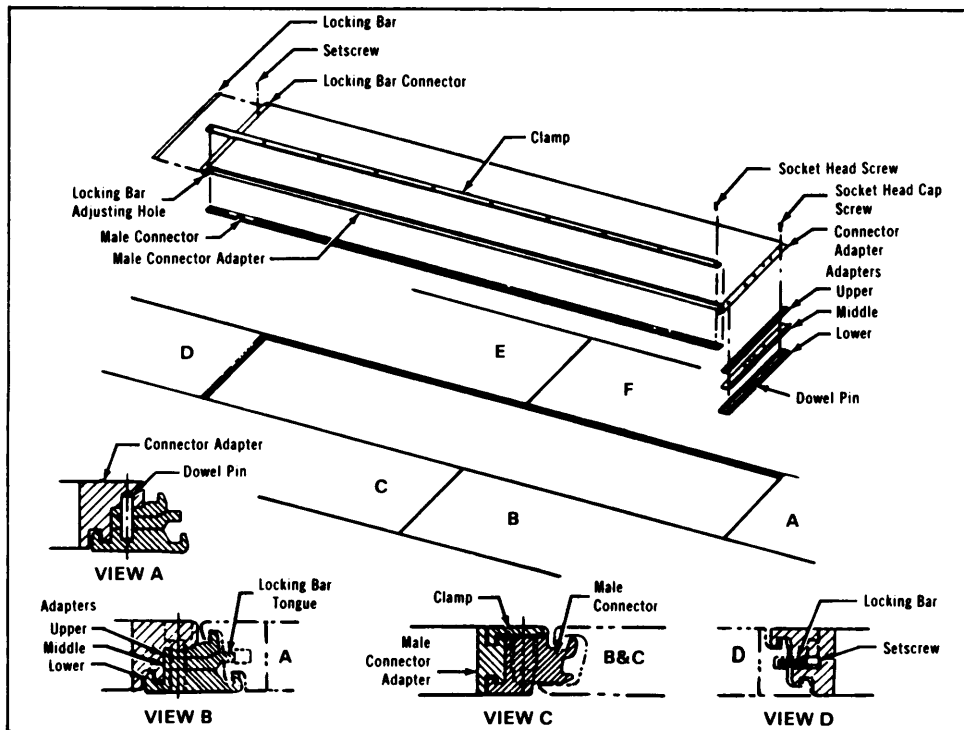 Locking Bar
Setscrew
Locking Bar Connector
Clamp
Socket Head Screw
Socket Head Cap
Screw
Locking Bar
Adjusting Hole
Connector
Adapter
Male Connector
Male Connector Adapter
Adapters
Upper
Middle
Lower
D
E
F
Dowel Pin
Connector Adapter
Dowel Pin
C
B
A
VIEW A
Locking Bar
Tongue
Adapters
Upper
Middle
Lower
A
VIEW B
Clamp
Male
Connector
Male
Connector
Adapter
B&C
VIEW C
Locking Bar
D
Setscrew
VIEW D